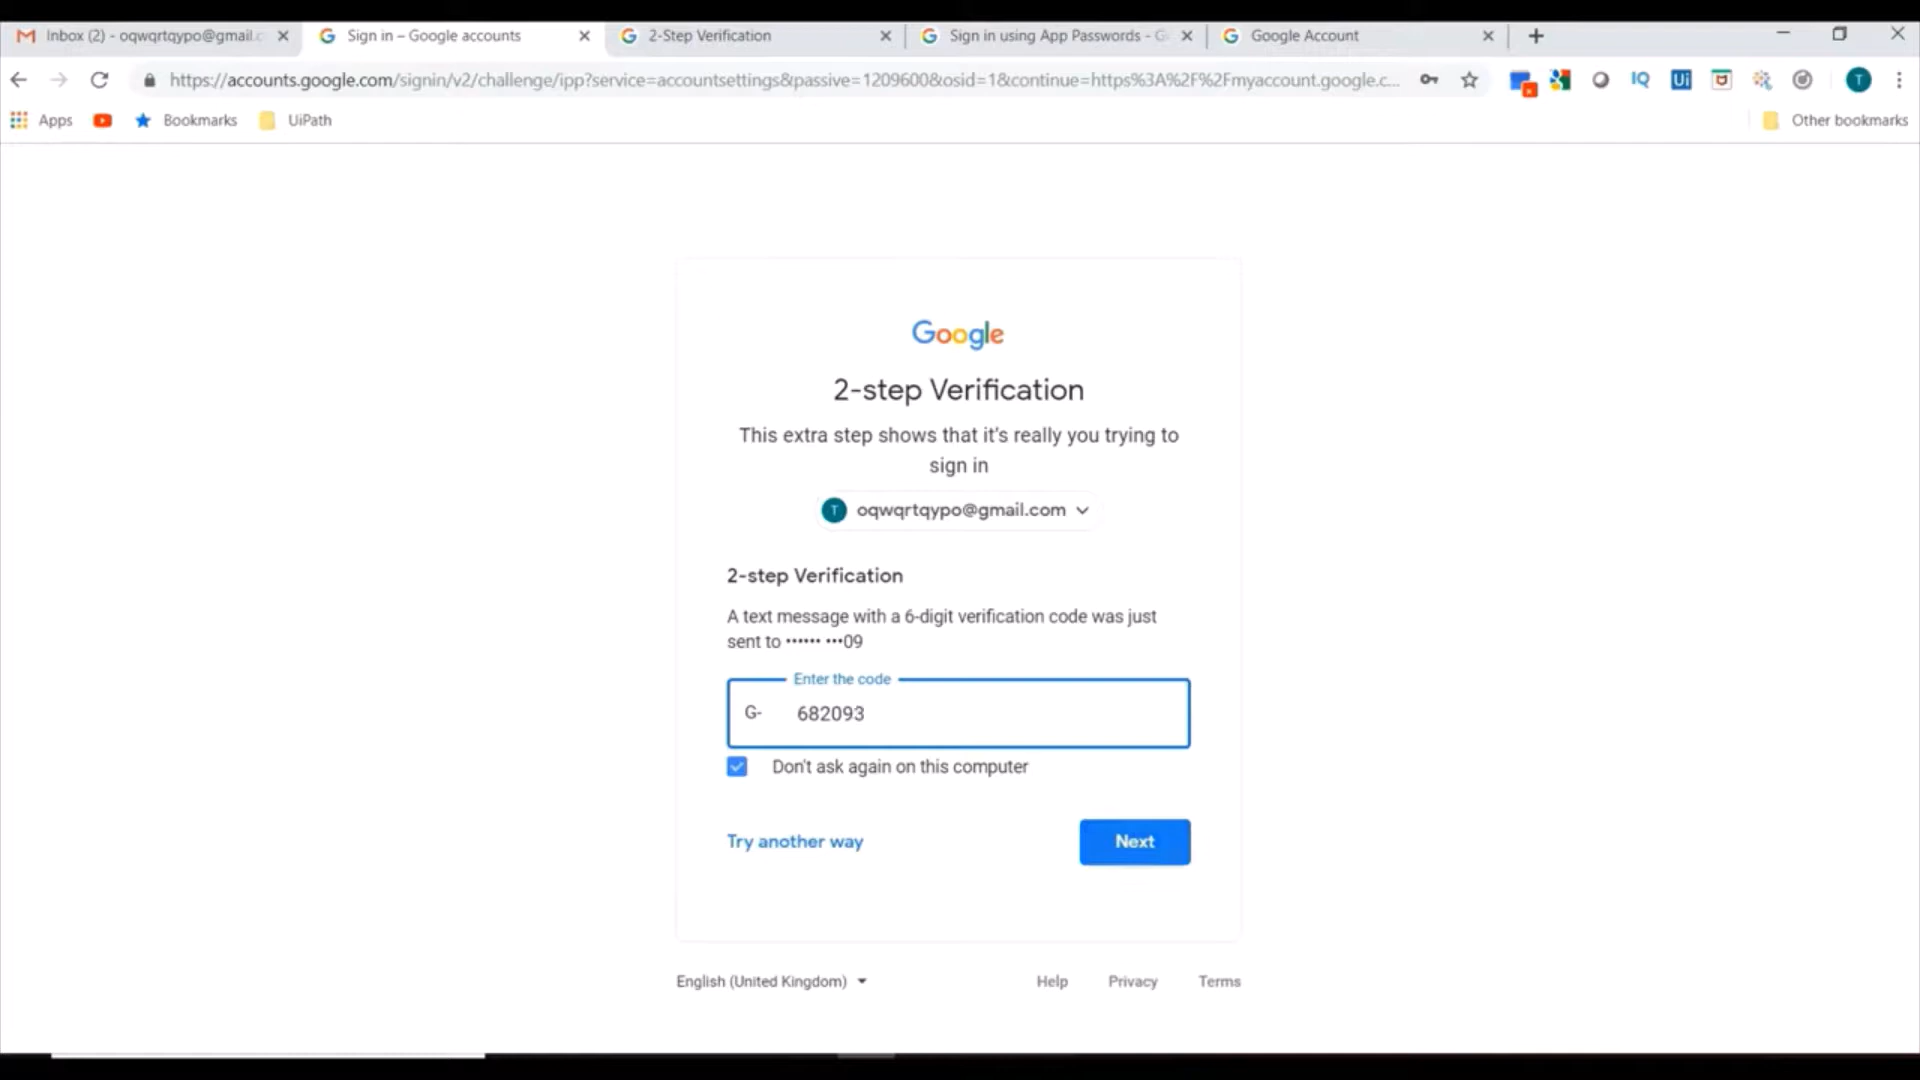 Inbox (2) - oqwqrtqypo@gmail.c
Sign in – Google accounts
2-Step Verification
Sign in using App Passwords - G
Google Account
https://accounts.google.com/signin/v2/challenge/ipp?service=accountsettings&passive=1209600&osid=1&continue=https%3A%2F%2Fmyaccount.google.c...
IQ
Ui
T
Apps
Bookmarks
UiPath
Other bookmarks
Google
2-step Verification
This extra step shows that it's really you trying to
sign in
T oqwqrtqypo@gmail.com
2-step Verification
A text message with a 6-digit verification code was just
sent to •••••• •••09
Enter the code
G- 682093
Don't ask again on this computer
Try another way
Next
English (United Kingdom)
Help
Privacy
Terms